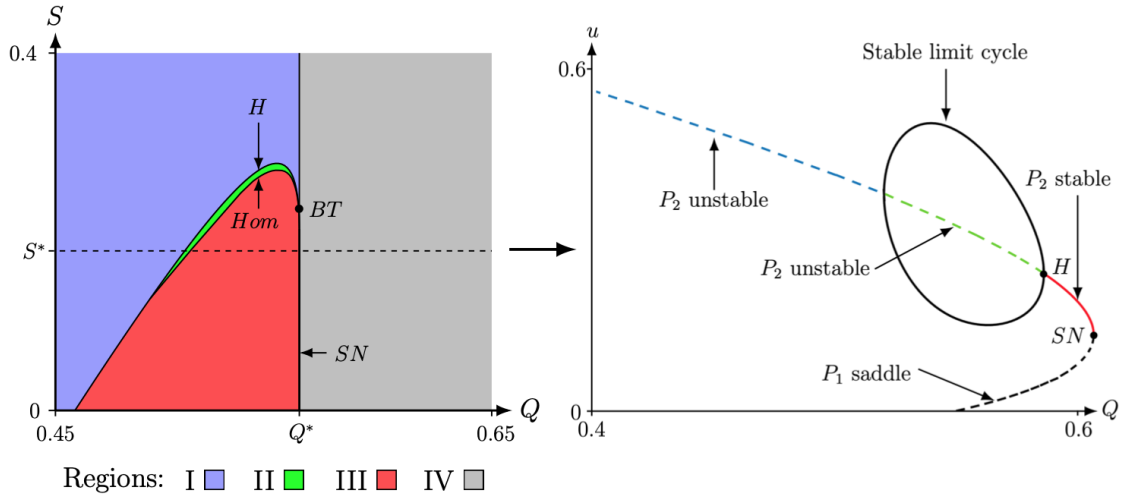 S
0.4
H
Hom
BT
S*
SN
0
Q
0.45
Q*
0.65
Regions: I II III IV
u
0.6
Stable limit cycle
P₂ stable
P₂ unstable
P₂ unstable
H
SN
P₁ saddle
0
Q
0.4
0.6